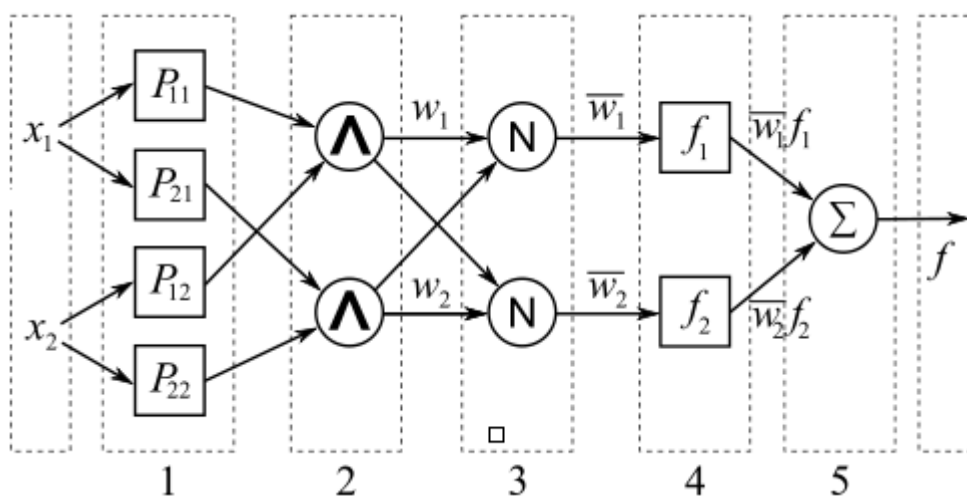 x₁
x₂
P₁₁
P₂₁
P₁₂
P₂₂
Λ
Λ
w₁
w₂
N
N
w̅₁
w̅₂
f₁
f₂
w̅₁f₁
w̅₂f₂
Σ
f
1 2 3 4 5